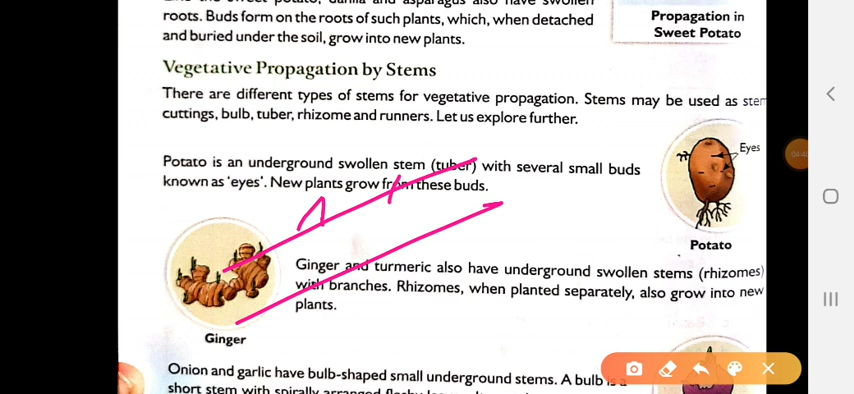 roots. Buds form on the roots of such plants, which, when detached
and buried under the soil, grow into new plants.
Propagation in
Sweet Potato
Vegetative Propagation by Stems
There are different types of stems for vegetative propagation. Stems may be used as
cuttings, bulb, tuber, rhizome and runners. Let us explore further.
Potato is an underground swollen stem (tuber) with several small buds
known as ‘eyes’. New plants grow from these buds.
Eyes
Potato
Ginger and turmeric also have underground swollen stems (rhizomes)
with branches. Rhizomes, when planted separately, also grow into new
plants.
Ginger
Onion and garlic have bulb-shaped small underground stems. A bulb
short stem with spirally arranged